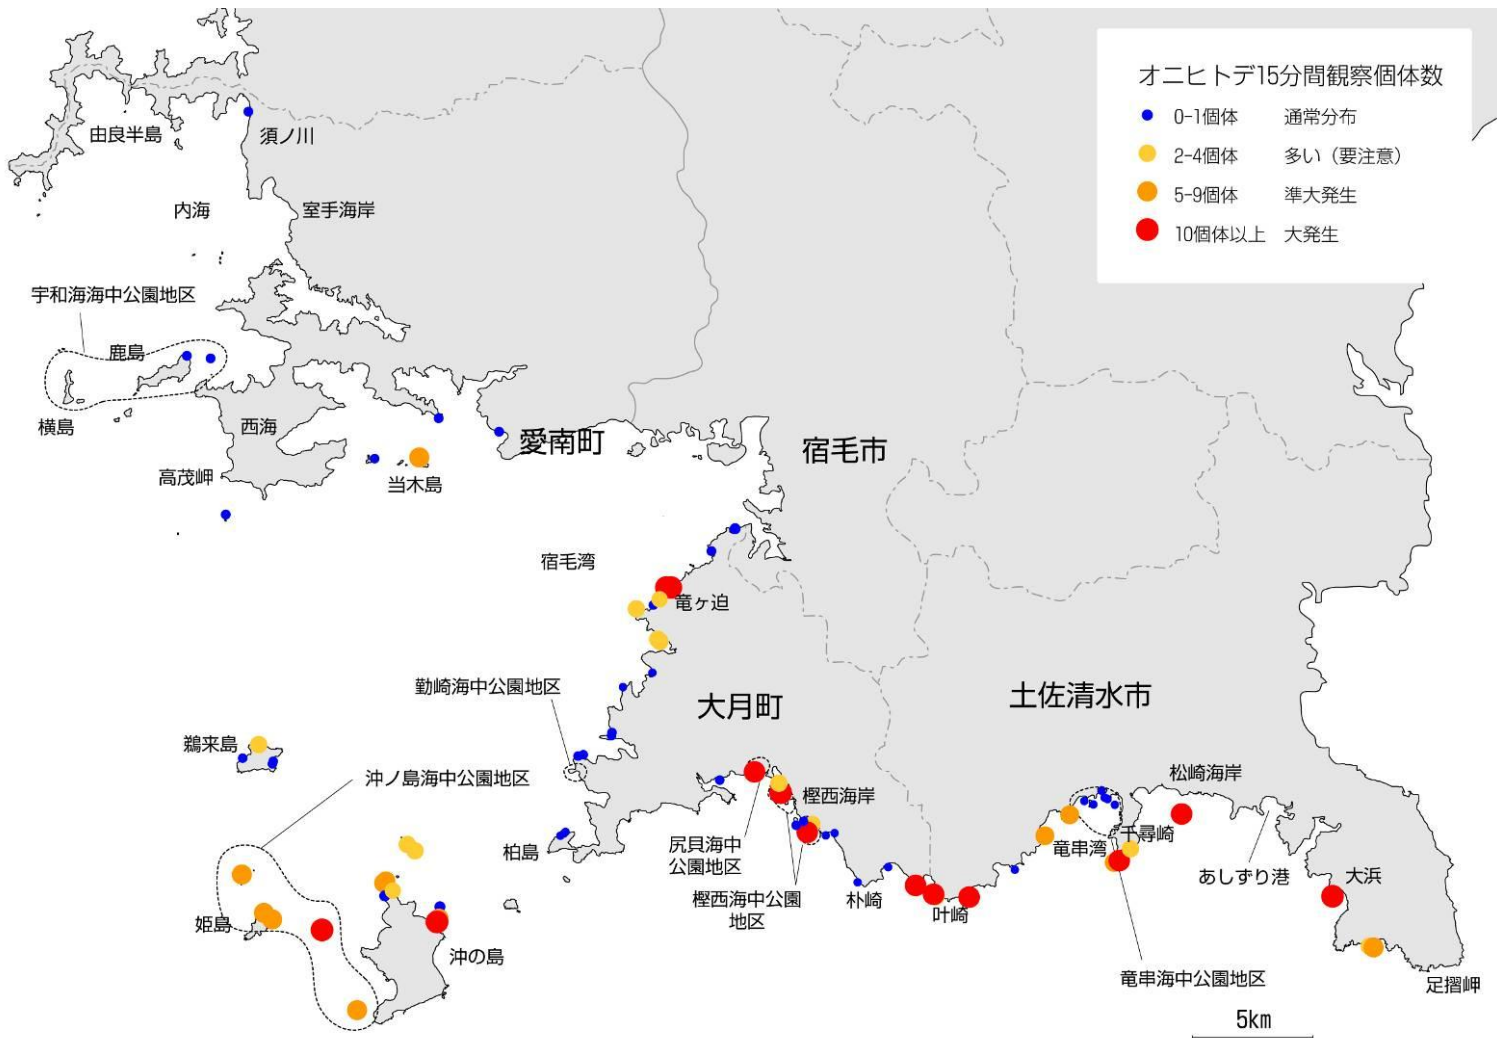 オニヒトデ15分間観察個体数
0-1個体 通常分布
2-4個体 多い（要注意）
5-9個体 準大発生
10個体以上 大発生
由良半島
須ノ川
内海
室手海岸
宇和海海中公園地区
鹿島
横島
西海
愛南町
宿毛市
高茂岬
当木島
宿毛湾
竜ヶ迫
勤崎海中公園地区
大月町
土佐清水市
鵜来島
沖ノ島海中公園地区
松崎海岸
樫西海岸
柏島
尻貝海中
公園地区
竜串湾
千尋崎
あしずり港
大浜
樫西海中公園
地区
朴崎
叶崎
姫島
沖の島
竜串海中公園地区
足摺岬
5km